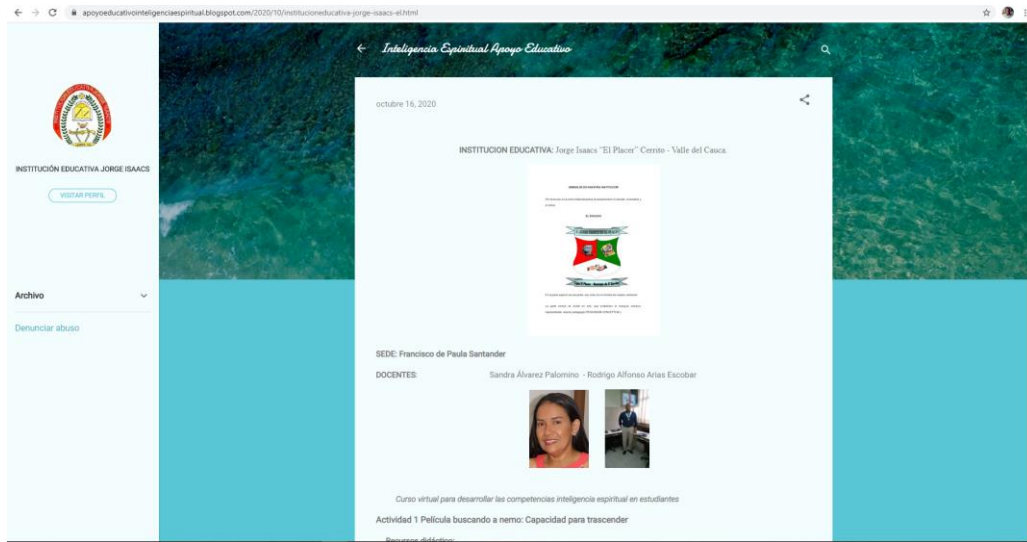 apoyoeducativointeligenciaespiritual.blogspot.com/2020/10/institucioneducativa-jorge-isaacs-el.html
Inteligencia Espiritual Apoyo Educativo
INSTITUCIÓN EDUCATIVA JORGE ISAACS
VISITAR PERFIL
Archivo
Denunciar abuso
octubre 16, 2020
INSTITUCION EDUCATIVA: Jorge Isaacs "El Placer" Cerrito - Valle del Cauca.
SEDE: Francisco de Paula Santander
DOCENTES: Sandra Álvarez Palomino - Rodrigo Alfonso Arias Escobar
Curso virtual para desarrollar las competencias inteligencia espiritual en estudiantes
Actividad 1 Película buscando a nemo: Capacidad para trascender
Recursos didáctico: